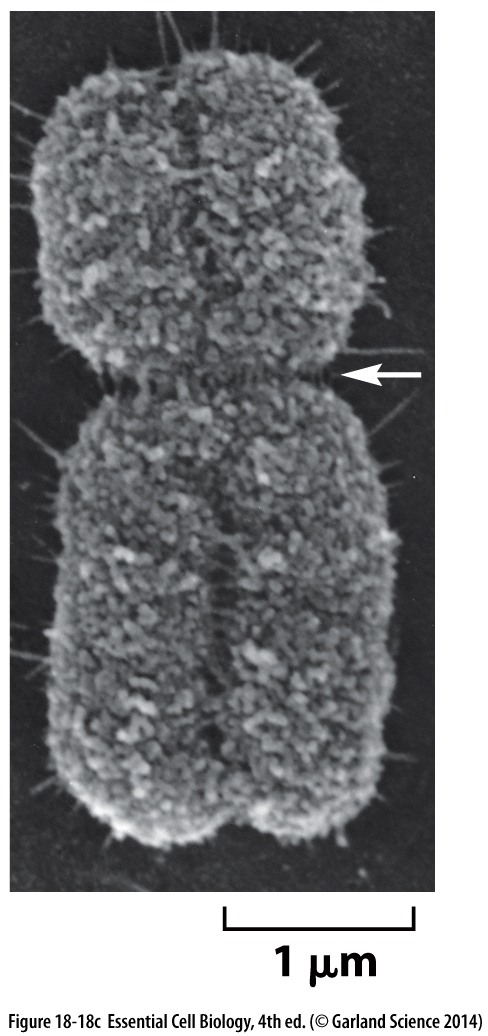 1 μm
Figure 18-18c Essential Cell Biology, 4th ed. (© Garland Science 2014)